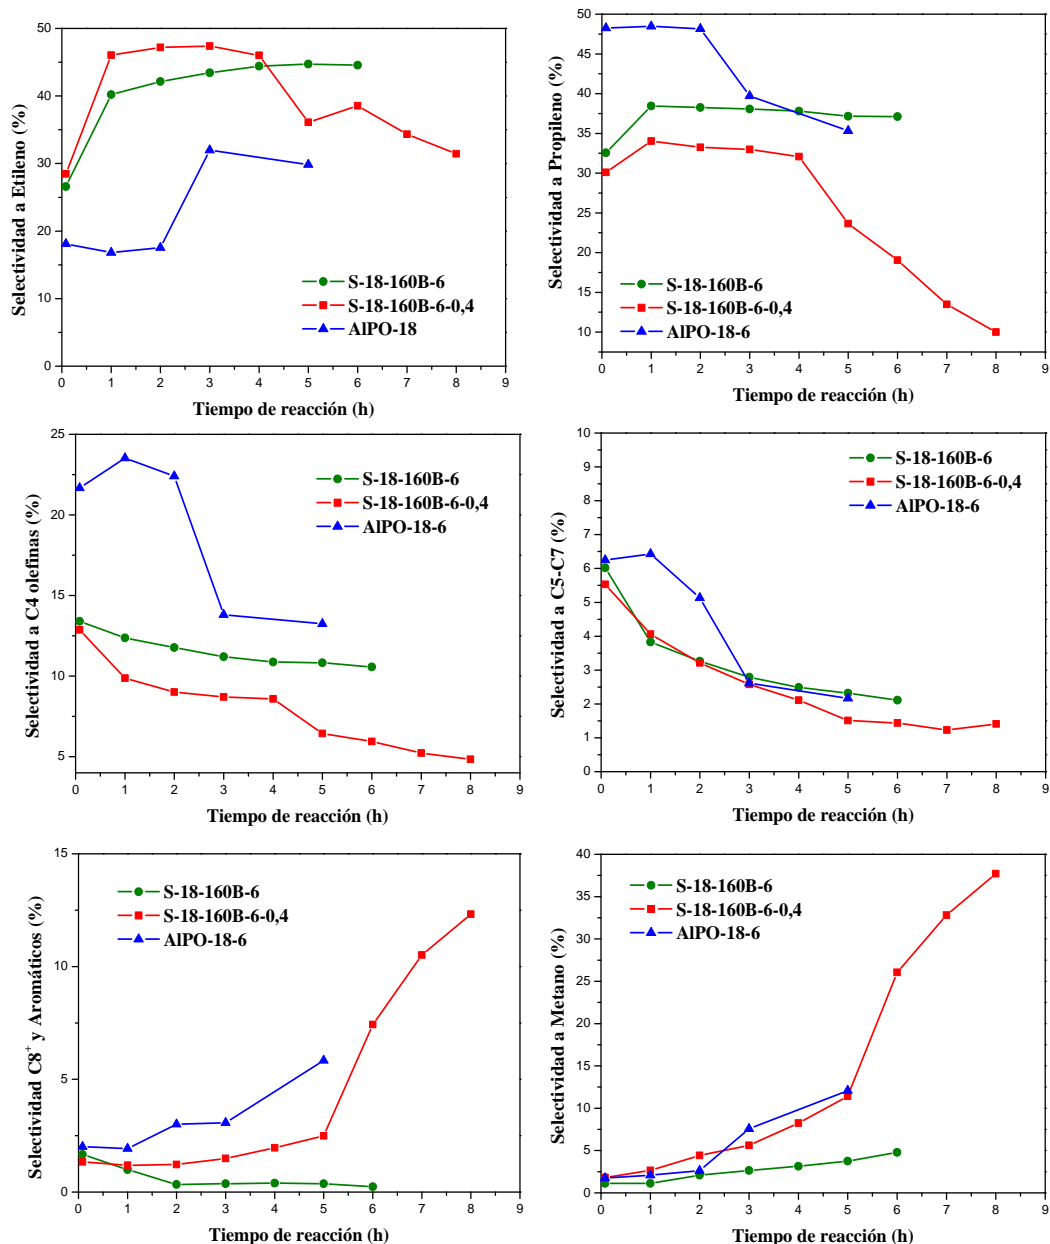 50
40
30
20
10
0
Selectividad a Etileno (%)
S-18-160B-6
S-18-160B-6-0,4
AlPO-18
0 1 2 3 4 5 6 7 8 9
Tiempo de reacción (h)
50
45
40
35
30
25
20
15
10
Selectividad a Propileno (%)
S-18-160B-6
S-18-160B-6-0,4
AlPO-18-6
0 1 2 3 4 5 6 7 8 9
Tiempo de reacción (h)
25
20
15
10
5
Selectividad a C4 olefinas (%)
S-18-160B-6
S-18-160B-6-0,4
AlPO-18-6
0 1 2 3 4 5 6 7 8 9
Tiempo de reacción (h)
10
9
8
7
6
5
4
3
2
1
0
Selectividad a C5-C7 (%)
S-18-160B-6
S-18-160B-6-0,4
AlPO-18-6
0 1 2 3 4 5 6 7 8 9
Tiempo de reacción (h)
15
10
5
0
Selectividad C8⁺ y Aromáticos (%)
S-18-160B-6
S-18-160B-6-0,4
AlPO-18-6
0 1 2 3 4 5 6 7 8 9
Tiempo de reacción (h)
40
35
30
25
20
15
10
5
0
Selectividad a Metano (%)
S-18-160B-6
S-18-160B-6-0,4
AlPO-18-6
0 1 2 3 4 5 6 7 8 9
Tiempo de reacción (h)